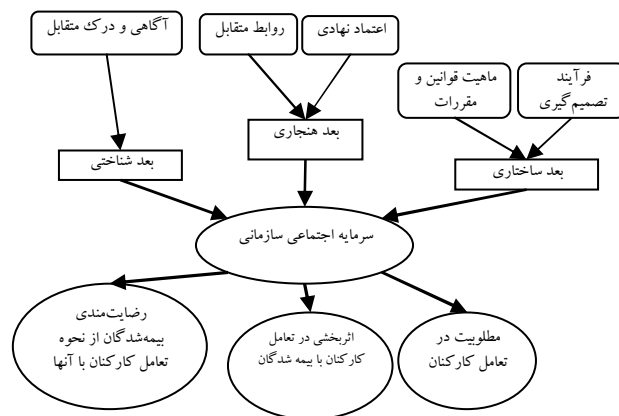 آگاهی و درك متقابل
روابط متقابل
اعتماد نهادی
فرآیند
تصمیم‌گیری
ماهیت قوانین و
مقررات
بعد هنجاری
بعد شناختی
بعد ساختاری
سرمایه اجتماعی سازمانی
رضایت‌مندی
بیمه‌شدگان از نحوه
تعامل کارکنان با آنها
اثربخشی در تعامل
کارکنان با بیمه شدگان
مطلوبیت در
تعامل کارکنان